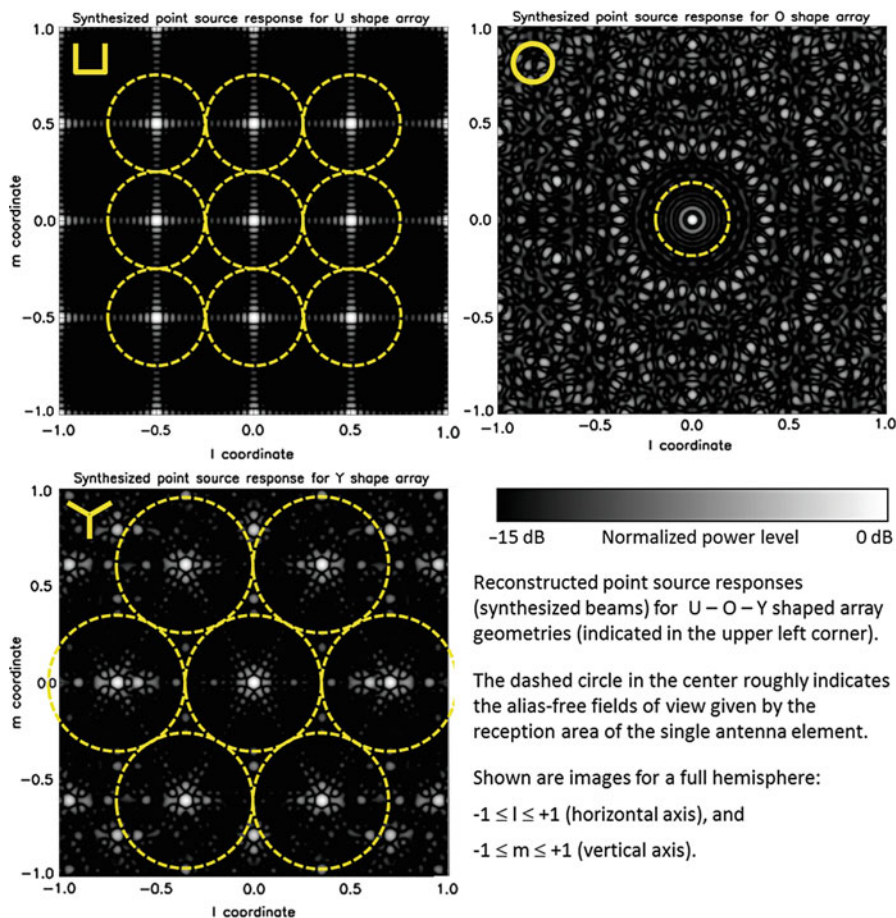 Synthesized point source response for U shape array
1.0
0.5
0.0
−0.5
−1.0
m coordinate
−1.0 −0.5 0.0 0.5 1.0
l coordinate
Synthesized point source response for O shape array
1.0
0.5
0.0
−0.5
−1.0
−1.0 −0.5 0.0 0.5 1.0
l coordinate
Synthesized point source response for Y shape array
1.0
0.5
0.0
−0.5
−1.0
m coordinate
−1.0 −0.5 0.0 0.5 1.0
l coordinate
−15 dB Normalized power level 0 dB
Reconstructed point source responses
(synthesized beams) for U – O – Y shaped array
geometries (indicated in the upper left corner).
The dashed circle in the center roughly indicates
the alias-free fields of view given by the
reception area of the single antenna element.
Shown are images for a full hemisphere:
-1 ≤ l ≤ +1 (horizontal axis), and
-1 ≤ m ≤ +1 (vertical axis).